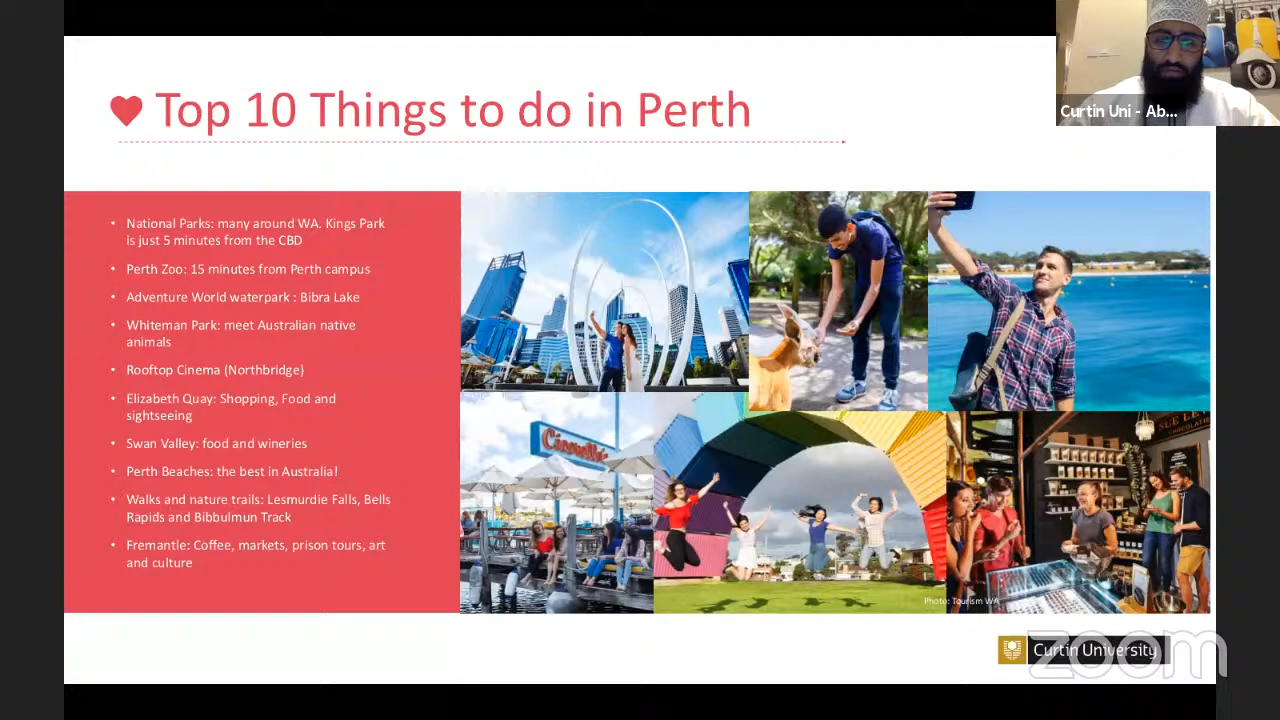 Top 10 Things to do in Perth
Curtin Uni - Ab...
• National Parks: many around WA. Kings Park
is just 5 minutes from the CBD
• Perth Zoo: 15 minutes from Perth campus
• Adventure World waterpark : Bibra Lake
• Whiteman Park: meet Australian native
animals
• Rooftop Cinema (Northbridge)
• Elizabeth Quay: Shopping, Food and
sightseeing
• Swan Valley: food and wineries
• Perth Beaches: the best in Australia!
• Walks and nature trails: Lesmurdie Falls, Bells
Rapids and Bibbulmun Track
• Fremantle: Coffee, markets, prison tours, art
and culture
Photo: Tourism WA
Curtin University
zoom